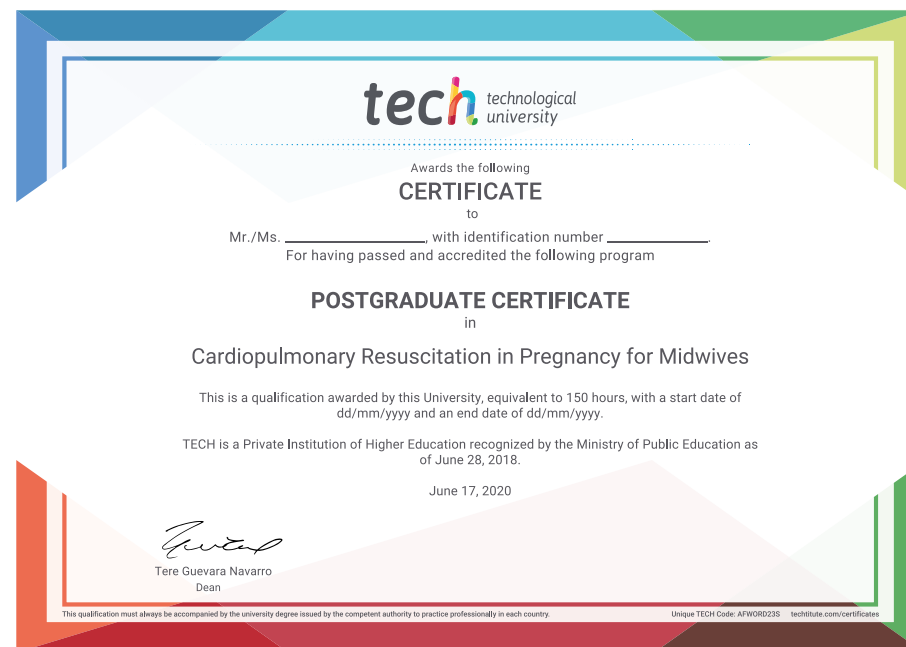 tech technological
university
Awards the following
CERTIFICATE
to
Mr./Ms. ____________________, with identification number ______________.
For having passed and accredited the following program
POSTGRADUATE CERTIFICATE
in
Cardiopulmonary Resuscitation in Pregnancy for Midwives
This is a qualification awarded by this University, equivalent to 150 hours, with a start date of
dd/mm/yyyy and an end date of dd/mm/yyyy.
TECH is a Private Institution of Higher Education recognized by the Ministry of Public Education as
of June 28, 2018.
June 17, 2020
Tere Guevara Navarro
Dean
This qualification must always be accompanied by the university degree issued by the competent authority to practice professionally in each country.
Unique TECH Code: AFWORD23S techtitute.com/certificates